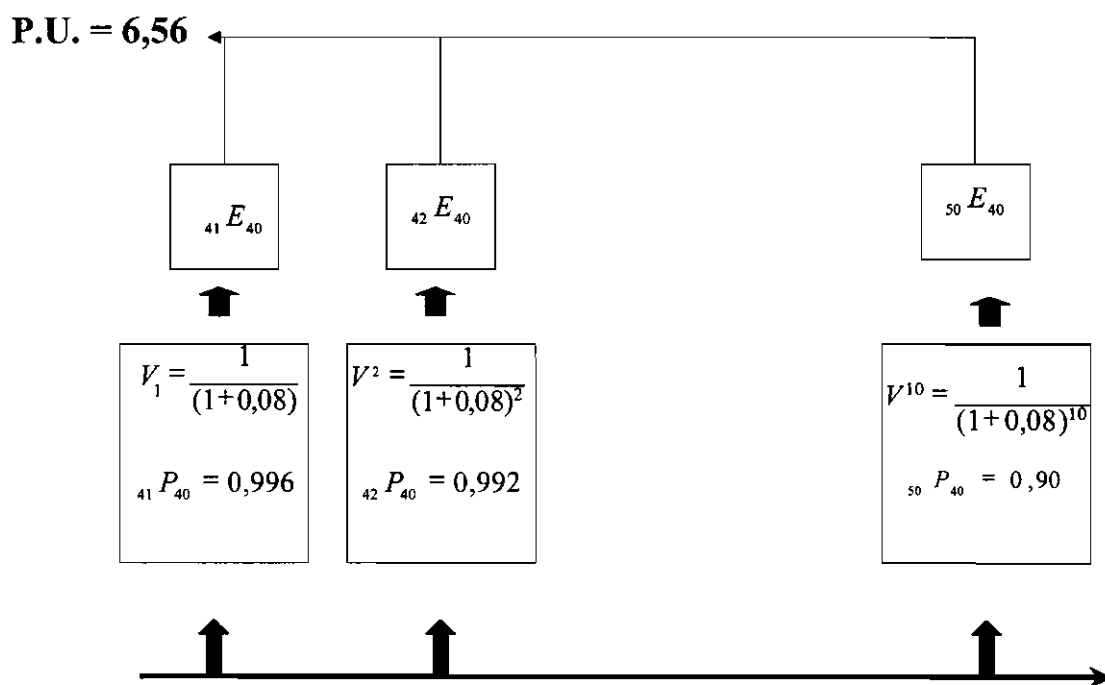 P.U. = 6,56
₄₁E₄₀
₄₂E₄₀
₅₀E₄₀
V₁ = 1/(1+0,08)
₄₁P₄₀ = 0,996
V² = 1/(1+0,08)²
₄₂P₄₀ = 0,992
V¹⁰ = 1/(1+0,08)¹⁰
₅₀P₄₀ = 0,90